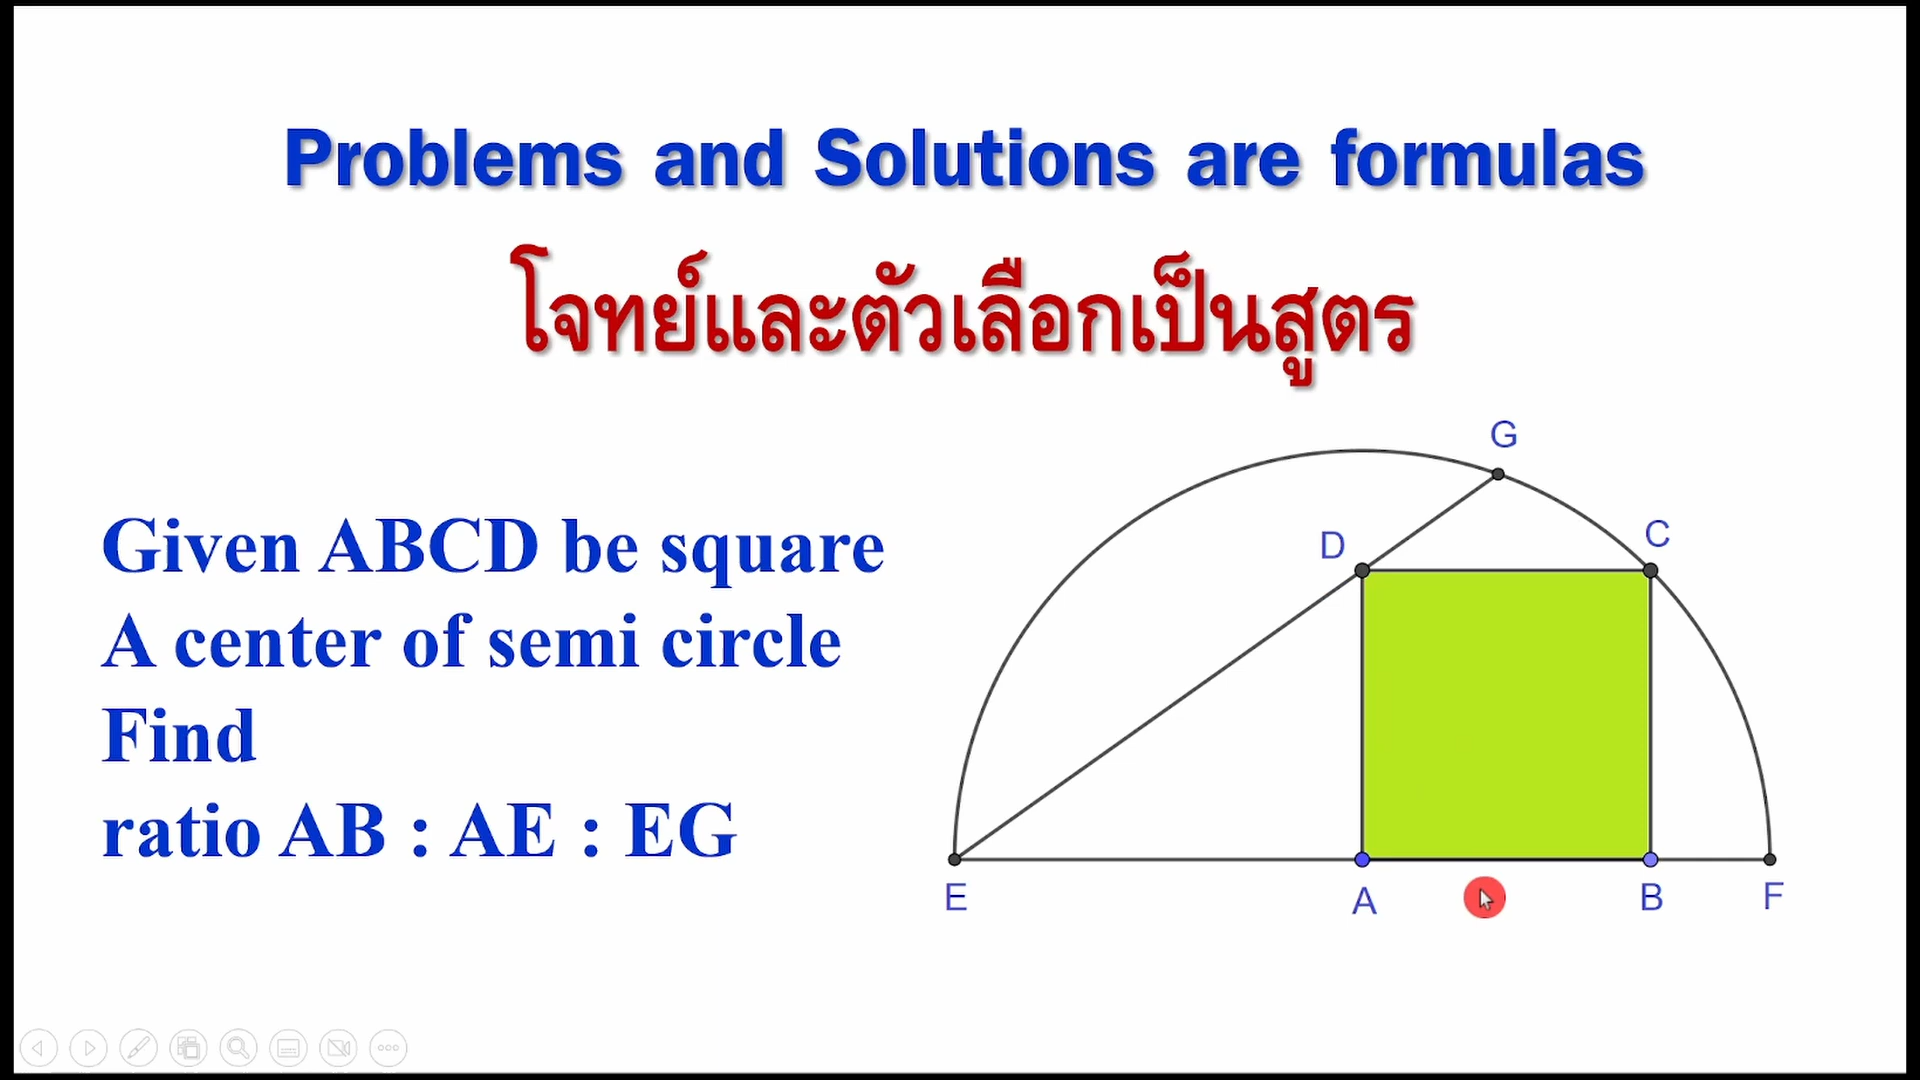 Problems and Solutions are formulas
โจทย์และตัวเลือกเป็นสูตร
Given ABCD be square
A center of semi circle
Find
ratio AB : AE : EG
G
D
C
E
A
B
F